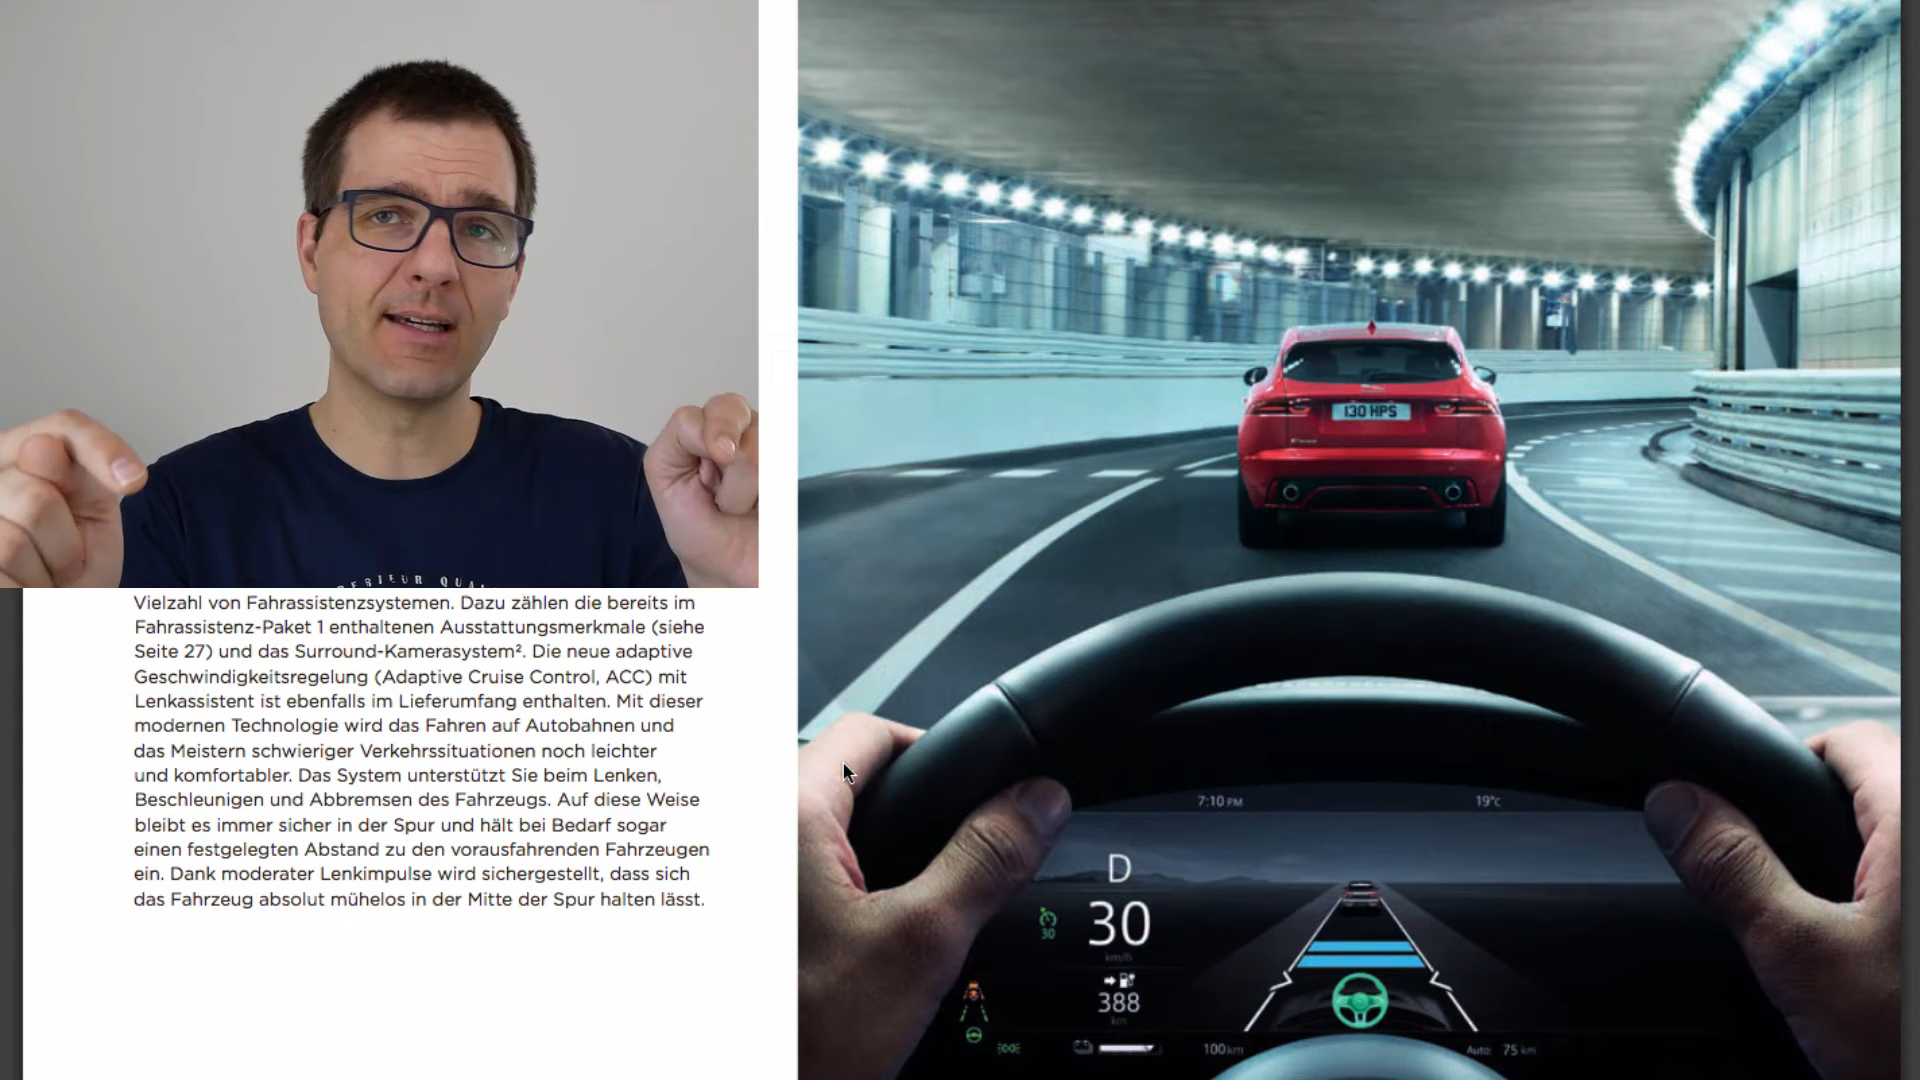 ERIEUR QUA
Vielzahl von Fahrassistenzsystemen. Dazu zählen die bereits im
Fahrassistenz-Paket 1 enthaltenen Ausstattungsmerkmale (siehe
Seite 27) und das Surround-Kamerasystem². Die neue adaptive
Geschwindigkeitsregelung (Adaptive Cruise Control, ACC) mit
Lenkassistent ist ebenfalls im Lieferumfang enthalten. Mit dieser
modernen Technologie wird das Fahren auf Autobahnen und
das Meistern schwieriger Verkehrssituationen noch leichter
und komfortabler. Das System unterstützt Sie beim Lenken,
Beschleunigen und Abbremsen des Fahrzeugs. Auf diese Weise
bleibt es immer sicher in der Spur und hält bei Bedarf sogar
einen festgelegten Abstand zu den vorausfahrenden Fahrzeugen
ein. Dank moderater Lenkimpulse wird sichergestellt, dass sich
das Fahrzeug absolut mühelos in der Mitte der Spur halten lässt.
130 HPS
7:10 PM
19°c
D
30
30
km/h
388
km
100 km
Auto: 75 km